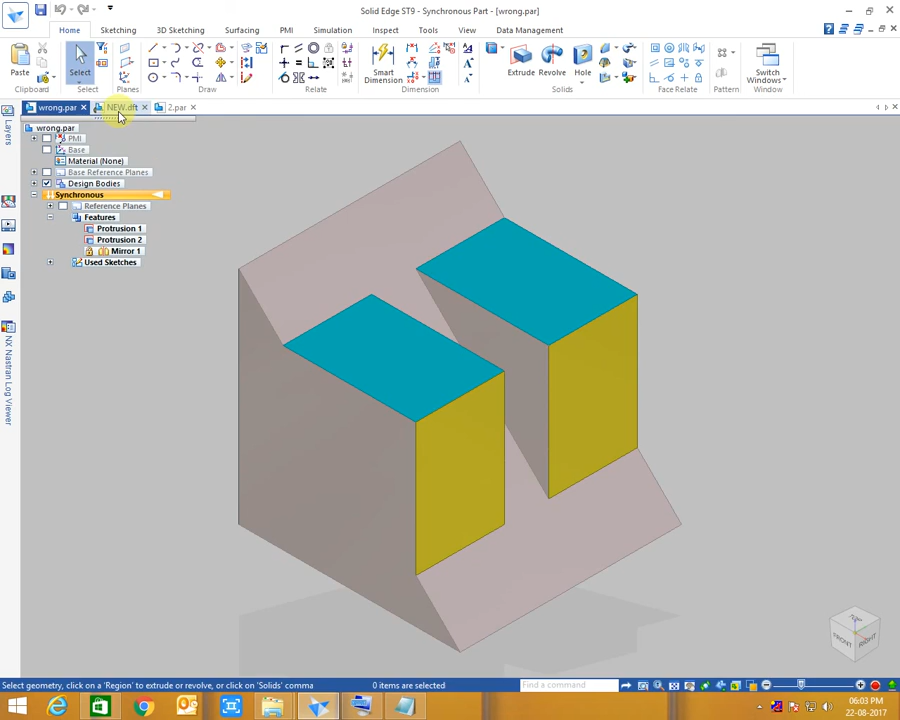 Solid Edge ST9 - Synchronous Part - [wrong.par]
Home Sketching 3D Sketching Surfacing PMI Simulation Inspect Tools View Data Management
Paste Select Smart Dimension Extrude Revolve Hole Switch Windows
Clipboard Select Planes Draw Relate Dimension Solids Face Relate Pattern Window
wrong.par NEW.dft 2.par
Layers
wrong.par
PMI
Base
Material (None)
Base Reference Planes
Design Bodies
Synchronous
Reference Planes
Features
Protrusion 1
Protrusion 2
Mirror 1
Used Sketches
NX Nastran Log Viewer
FRONT RIGHT
Select geometry, click on a 'Region' to extrude or revolve, or click on 'Solids' comma 0 items are selected Find a command
06:03 PM
22-08-2017